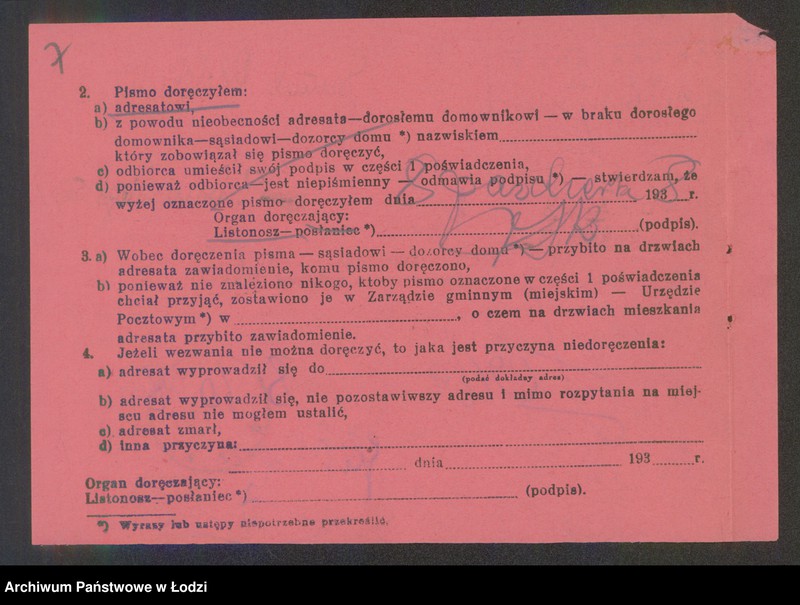 7
2. Pismo doręczyłem:
a) adresatowi,
b) z powodu nieobecności adresata—dorosłemu domownikowi — w braku dorosłego
domownika—sąsiadowi—dozorcy domu *) nazwiskiem
który zobowiązał się pismo doręczyć,
c) odbiorca umieścił swój podpis w części 1 poświadczenia,
d) ponieważ odbiorca—jest niepiśmienny — odmawia podpisu *) — stwierdzam, że
wyżej oznaczone pismo doręczyłem dnia 8 października 193 8 r.
Organ doręczający:
Listonosz—posłaniec *) (podpis).
3. a) Wobec doręczenia pisma — sąsiadowi — dozorcy domu *) — przybito na drzwiach
adresata zawiadomienie, komu pismo doręczono,
b) ponieważ nie znaleziono nikogo, ktoby pismo oznaczone w części 1 poświadczenia
chciał przyjąć, zostawiono je w Zarządzie gminnym (miejskim) — Urzędzie
Pocztowym *) w , o czem na drzwiach mieszkania
adresata przybito zawiadomienie.
4. Jeżeli wezwania nie można doręczyć, to jaka jest przyczyna niedoręczenia:
a) adresat wyprowadził się do
(podać dokładny adres)
b) adresat wyprowadził się, nie pozostawiwszy adresu i mimo rozpytania na miej-
scu adresu nie mogłem ustalić,
c) adresat zmarł,
d) inna przyczyna:
dnia 193 r.
Organ doręczający:
Listonosz—posłaniec *) (podpis).
*) Wyrazy lub ustępy niepotrzebne przekreślić.
Archiwum Państwowe w Łodzi